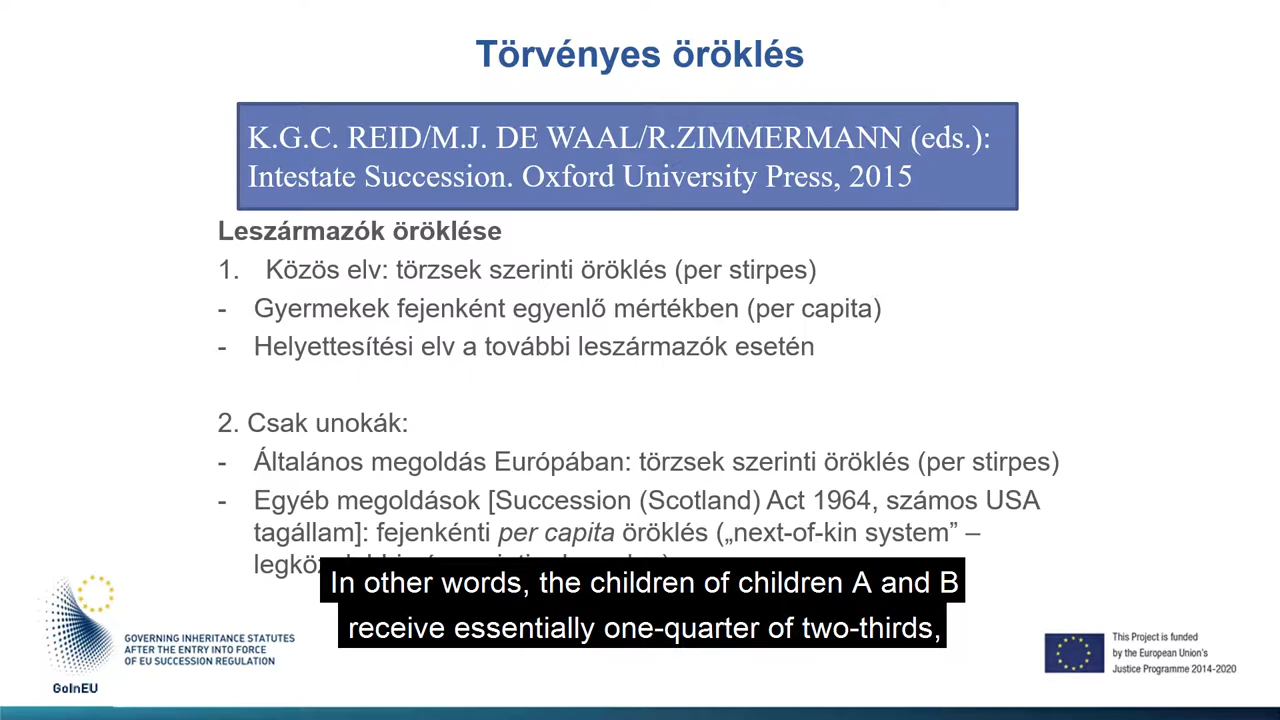 Törvényes öröklés
K.G.C. REID/M.J. DE WAAL/R.ZIMMERMANN (eds.):
Intestate Succession. Oxford University Press, 2015
Leszármazók öröklése
1. Közös elv: törzsek szerinti öröklés (per stirpes)
- Gyermekek fejenként egyenlő mértékben (per capita)
- Helyettesítési elv a további leszármazók esetén
2. Csak unokák:
- Általános megoldás Európában: törzsek szerinti öröklés (per stirpes)
- Egyéb megoldások [Succession (Scotland) Act 1964, számos USA
tagállam]: fejenkénti per capita öröklés („next-of-kin system” –
In other words, the children of children A and B
receive essentially one-quarter of two-thirds,
GoInEU
GOVERNING INHERITANCE STATUTES
AFTER THE ENTRY INTO FORCE
OF EU SUCCESSION REGULATION
This Project is funded
by the European Union's
Justice Programme 2014-2020